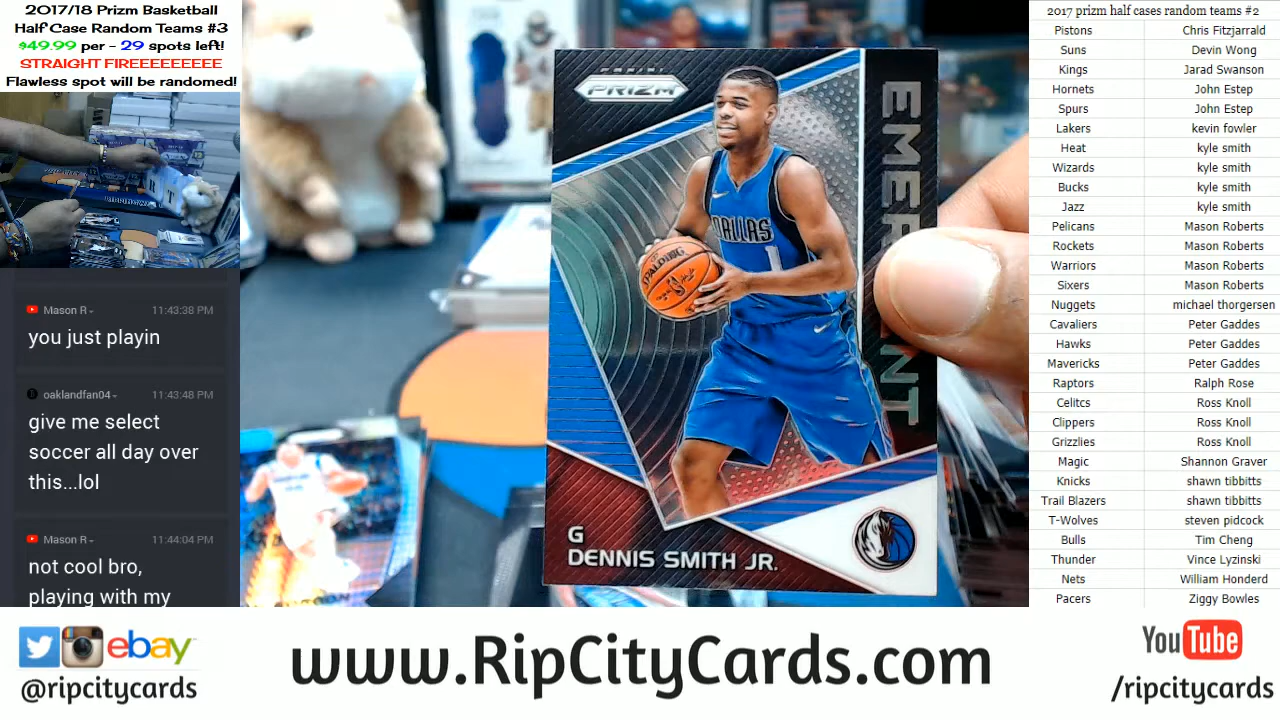 2017/18 Prizm Basketball
Half Case Random Teams #3
$49.99 per - 29 spots left!
STRAIGHT FIREEEEEEEEE
Flawless spot will be randomed!
Mason R
11:43:38 PM
you just playin
oaklandfan04
11:43:48 PM
give me select
soccer all day over
this...lol
Mason R
11:44:04 PM
not cool bro,
playing with my
PANINI
PRIZM
EMERGENT
DALLAS
1
SPALDING
G
DENNIS SMITH JR.
2017 prizm half cases random teams #2
Pistons Chris Fitzjarrald
Suns Devin Wong
Kings Jarad Swanson
Hornets John Estep
Spurs John Estep
Lakers kevin fowler
Heat kyle smith
Wizards kyle smith
Bucks kyle smith
Jazz kyle smith
Pelicans Mason Roberts
Rockets Mason Roberts
Warriors Mason Roberts
Sixers Mason Roberts
Nuggets michael thorgersen
Cavaliers Peter Gaddes
Hawks Peter Gaddes
Mavericks Peter Gaddes
Raptors Ralph Rose
Celitcs Ross Knoll
Clippers Ross Knoll
Grizzlies Ross Knoll
Magic Shannon Graver
Knicks shawn tibbitts
Trail Blazers shawn tibbitts
T-Wolves steven pidcock
Bulls Tim Cheng
Thunder Vince Lyzinski
Nets William Honderd
Pacers Ziggy Bowles
ebay
@ripcitycards
www.RipCityCards.com
YouTube
/ripcitycards